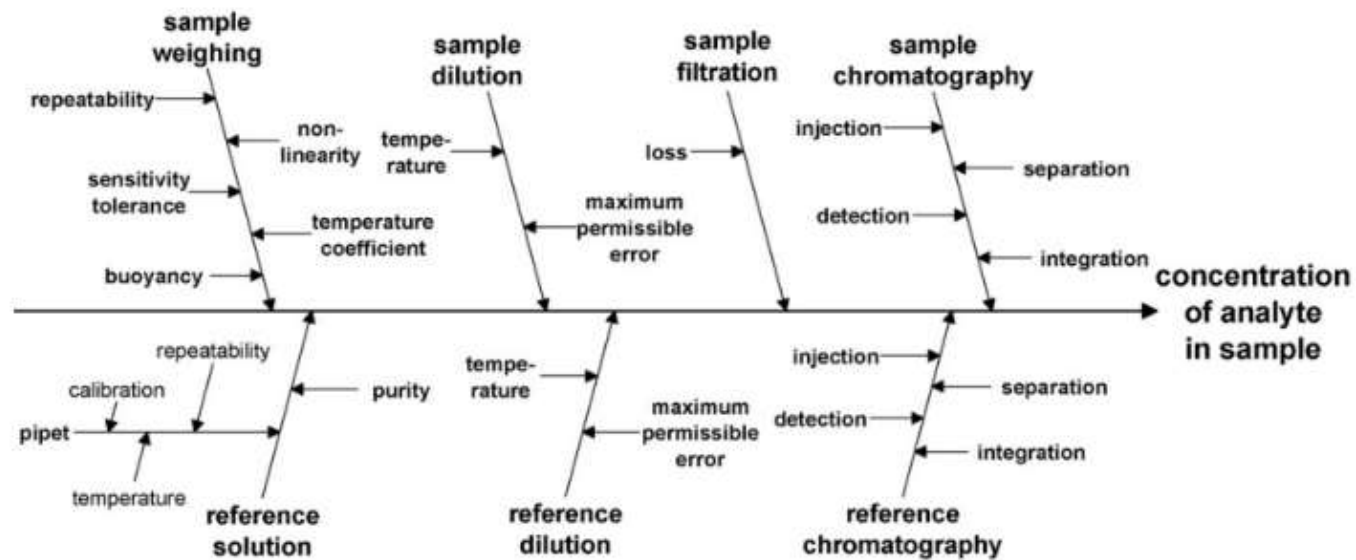 sample
weighing
repeatability
non-
linearity
sensitivity
tolerance
temperature
coefficient
buoyancy
sample
dilution
tempe-
rature
maximum
permissible
error
sample
filtration
loss
sample
chromatography
injection
separation
detection
integration
concentration
of analyte
in sample
repeatability
calibration
pipet
temperature
purity
reference
solution
tempe-
rature
maximum
permissible
error
reference
dilution
injection
separation
detection
integration
reference
chromatography